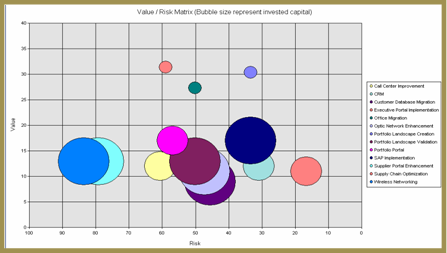 Value / Risk Matrix (Bubble size represent invested capital)
40
35
30
25
20
15
10
5
0
Value
100 90 80 70 60 50 40 30 20 10 0
Risk
Call Center Improvement
CRM
Customer Database Migration
Executive Portal Implementation
Office Migration
Optic Network Enhancement
Portfolio Landscape Creation
Portfolio Landscape Validation
Portfolio Portal
SAP Implementation
Supplier Portal Enhancement
Supply Chain Optimization
Wireless Networking